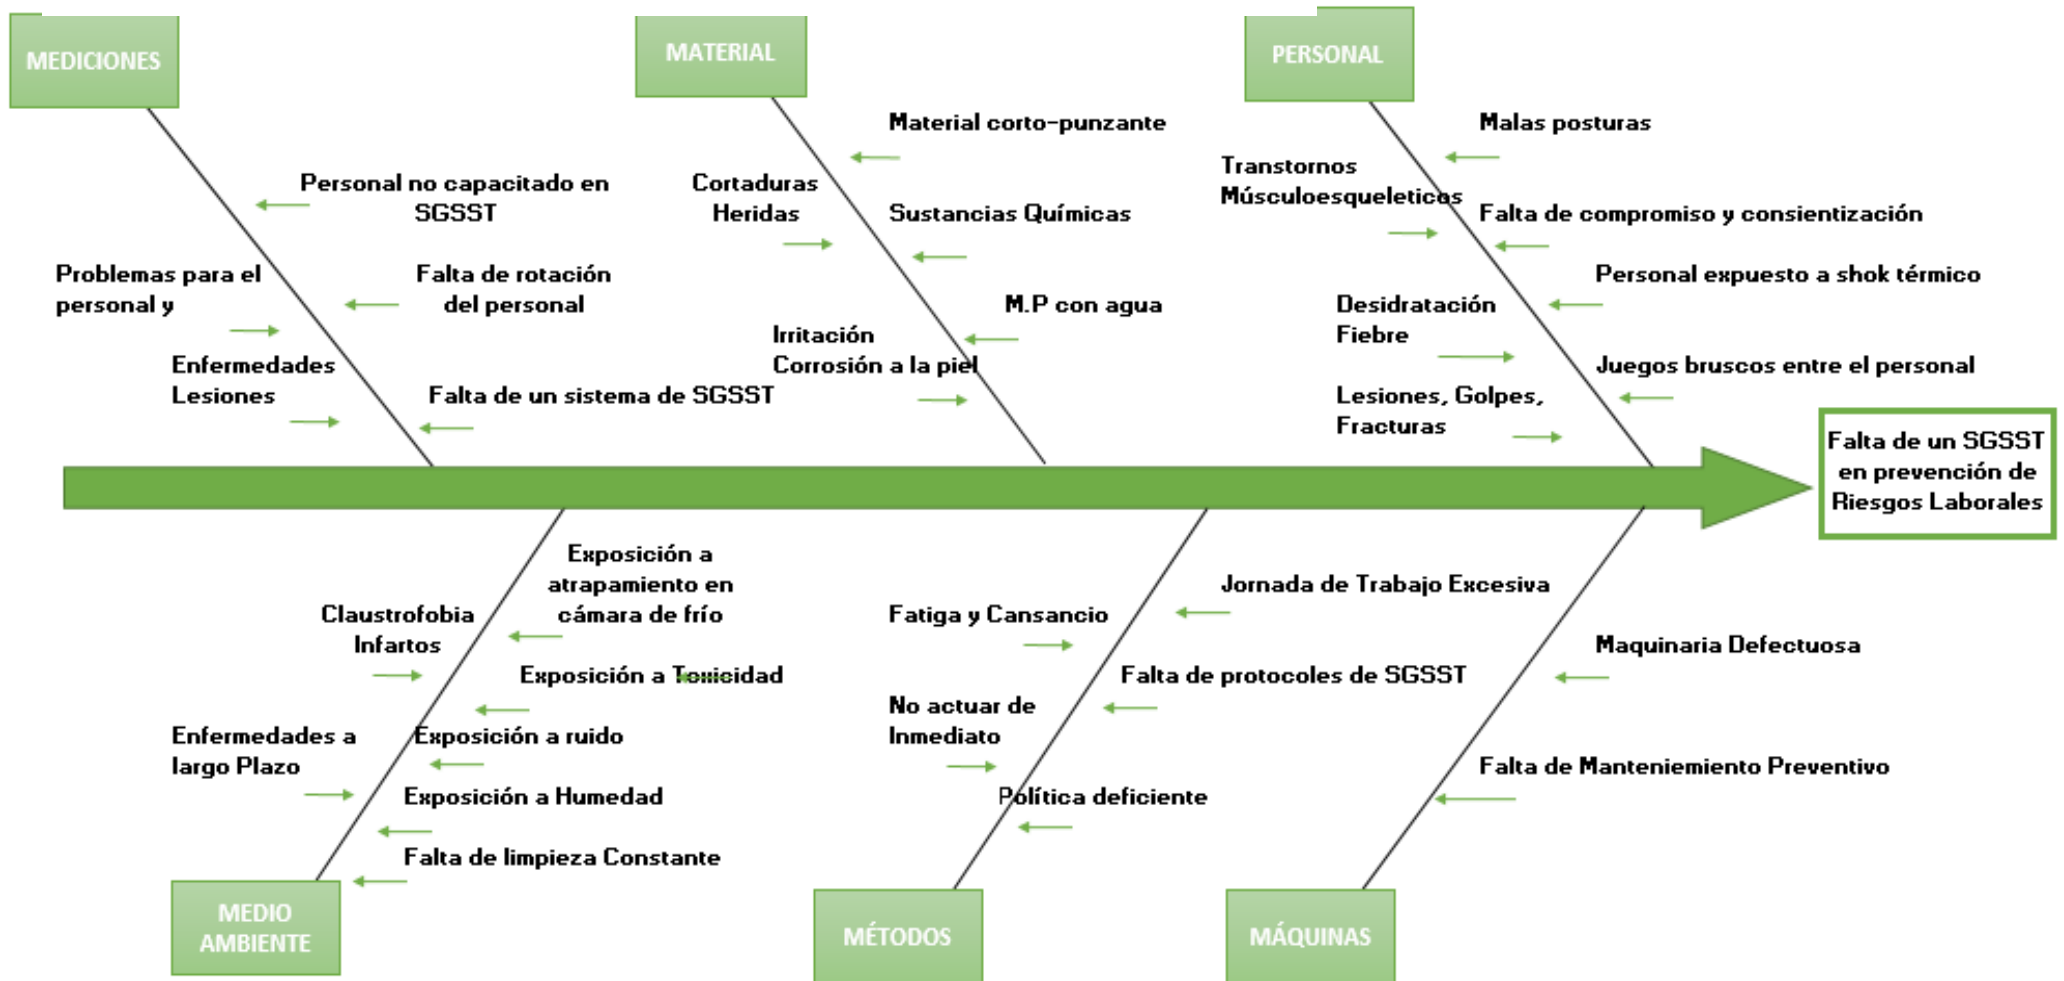 MEDICIONES
MATERIAL
PERSONAL
Personal no capacitado en
SGSST
Problemas para el
personal y
Falta de rotación
del personal
Enfermedades
Lesiones
Falta de un sistema de SGSST
Material corto-punzante
Cortaduras
Heridas
Sustancias Químicas
M.P con agua
Irritación
Corrosión a la piel
Malas posturas
Transtornos
Músculoesqueleticos
Falta de compromiso y consientización
Personal expuesto a shok térmico
Desidratación
Fiebre
Juegos bruscos entre el personal
Lesiones, Golpes,
Fracturas
Falta de un SGSST
en prevención de
Riesgos Laborales
Exposición a
atrapamiento en
cámara de frío
Claustrofobia
Infartos
Exposición a Toxicidad
Enfermedades a
largo Plazo
Exposición a ruido
Exposición a Humedad
Falta de limpieza Constante
MEDIO
AMBIENTE
Jornada de Trabajo Excesiva
Fatiga y Cansancio
Falta de protocoles de SGSST
No actuar de
Inmediato
Política deficiente
MÉTODOS
Maquinaria Defectuosa
Falta de Manteniemiento Preventivo
MÁQUINAS